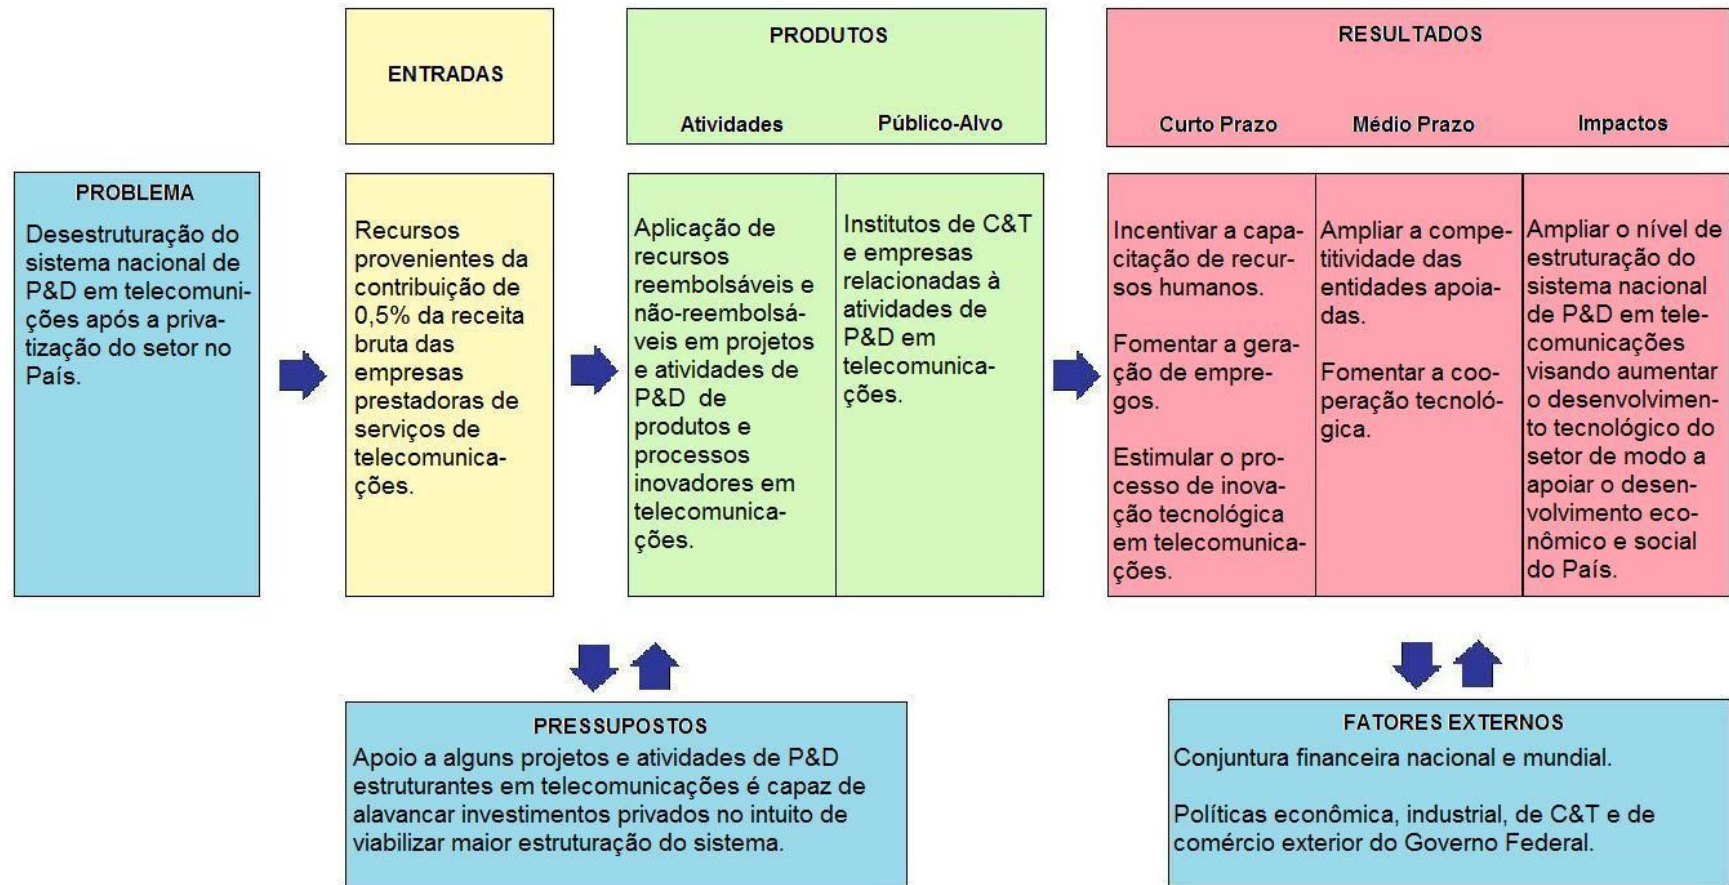 ENTRADAS
PRODUTOS
Atividades
Público-Alvo
RESULTADOS
Curto Prazo
Médio Prazo
Impactos
PROBLEMA
Desestruturação do
sistema nacional de
P&D em telecomuni-
ções após a priva-
tização do setor no
País.
Recursos
provenientes da
contribuição de
0,5% da receita
bruta das
empresas
prestadoras de
serviços de
telecomunica-
ções.
Aplicação de
recursos
reembolsáveis e
não-reembolsá-
veis em projetos
e atividades de
P&D de
produtos e
processos
inovadores em
telecomunica-
ções.
Institutos de C&T
e empresas
relacionadas à
atividades de
P&D em
telecomunica-
ções.
Incentivar a capa-
citação de recur-
sos humanos.
Fomentar a gera-
ção de empre-
gos.
Estimular o pro-
cesso de inova-
ção tecnológica
em telecomunica-
ções.
Ampliar a compe-
titividade das
entidades apoia-
das.
Fomentar a coo-
peração tecnoló-
gica.
Ampliar o nível de
estruturação do
sistema nacional
de P&D em tele-
comunicações
visando aumentar
o desenvolvimen-
to tecnológico do
setor de modo a
apoiar o desen-
volvimento eco-
nômico e social
do País.
PRESSUPOSTOS
Apoio a alguns projetos e atividades de P&D
estruturantes em telecomunicações é capaz de
alavancar investimentos privados no intuito de
viabilizar maior estruturação do sistema.
FATORES EXTERNOS
Conjuntura financeira nacional e mundial.
Políticas econômica, industrial, de C&T e de
comércio exterior do Governo Federal.